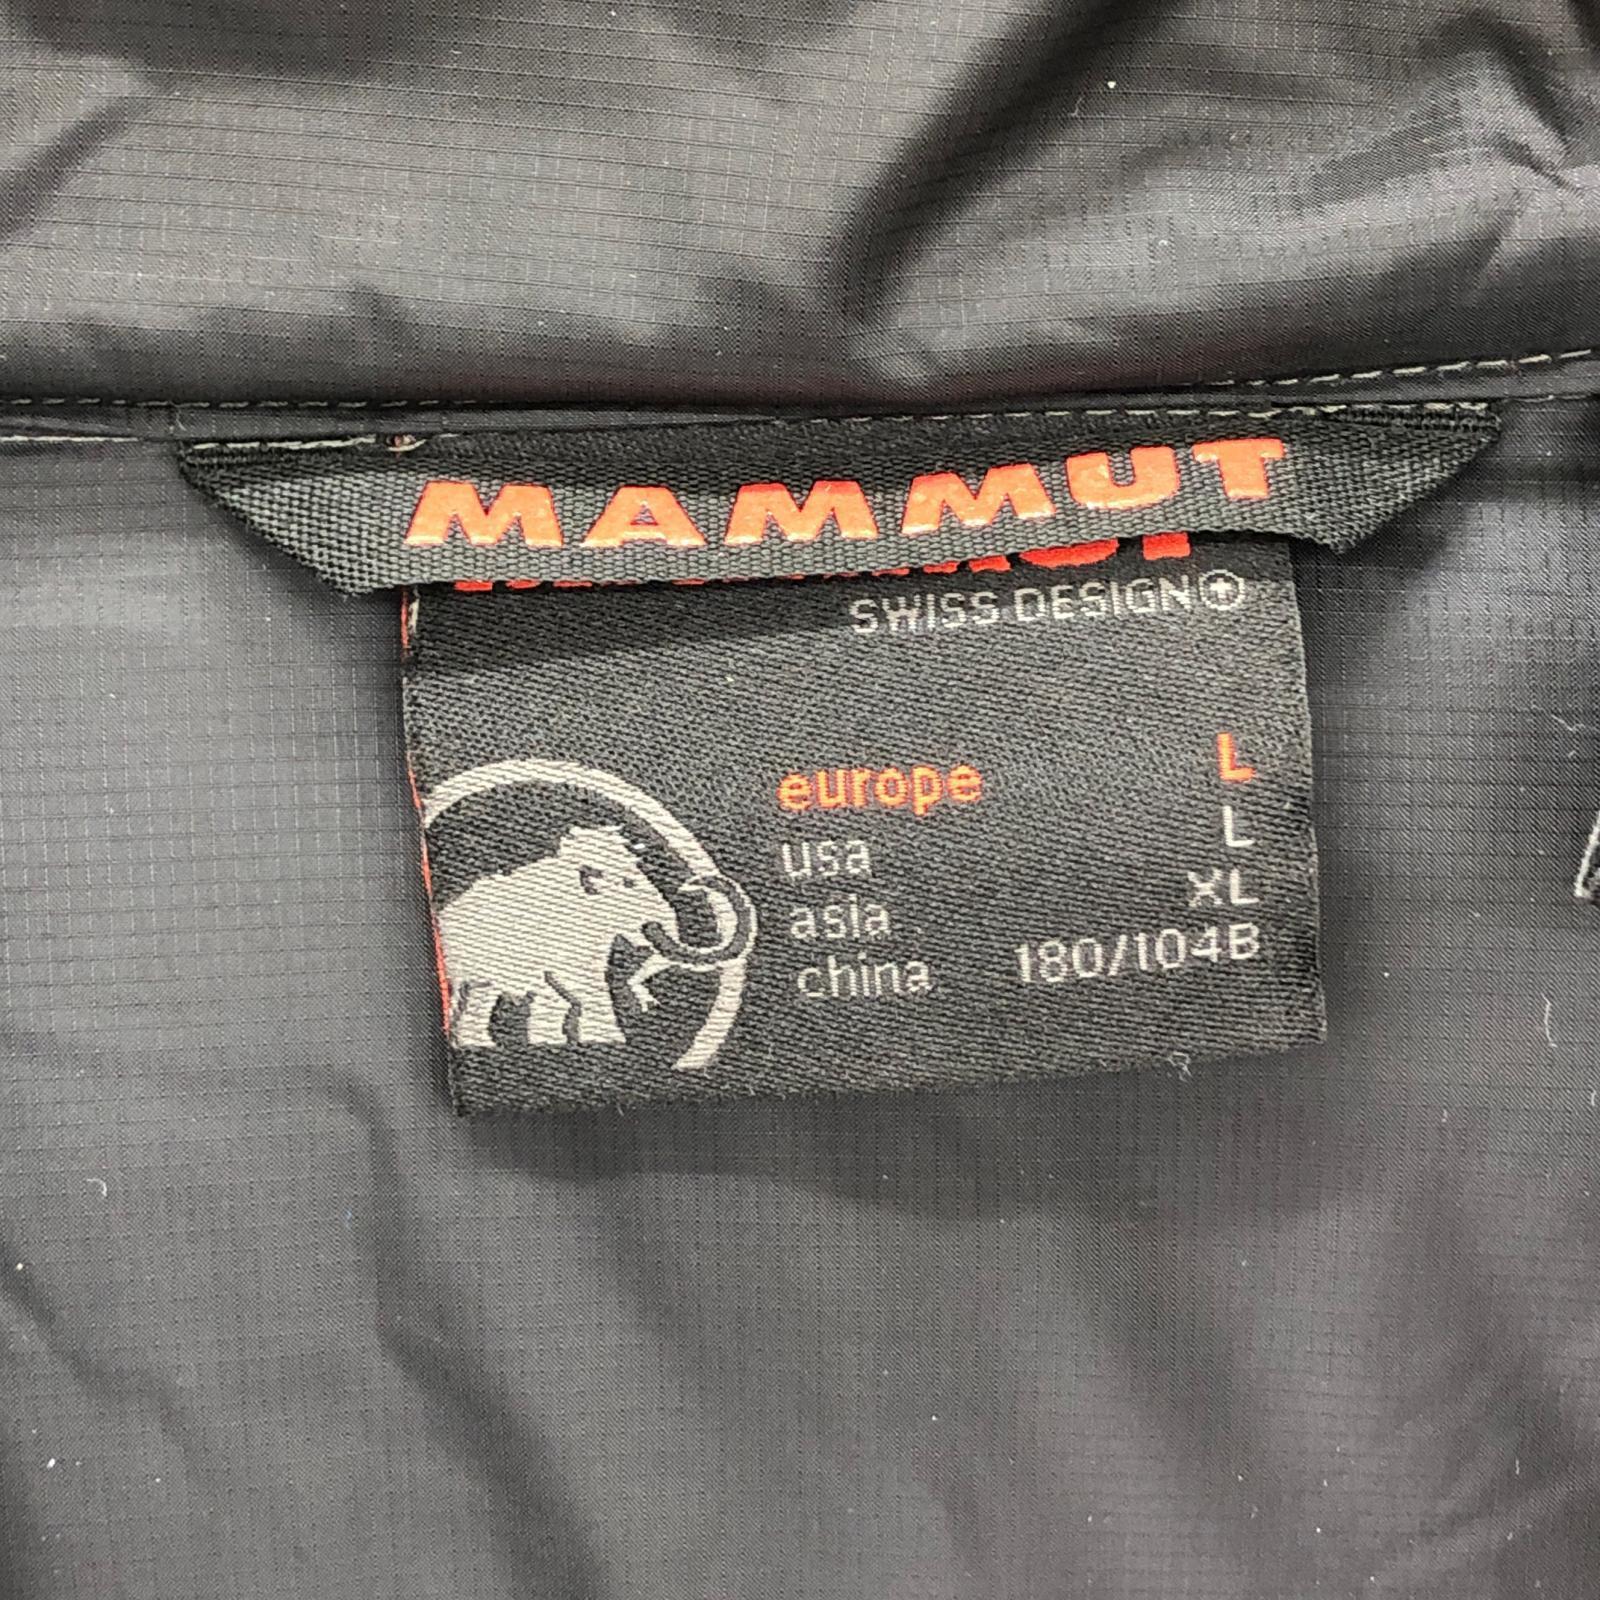 MAMMUT
SWISS DESIGN
europe L
usa L
asia XL
china 180/104B